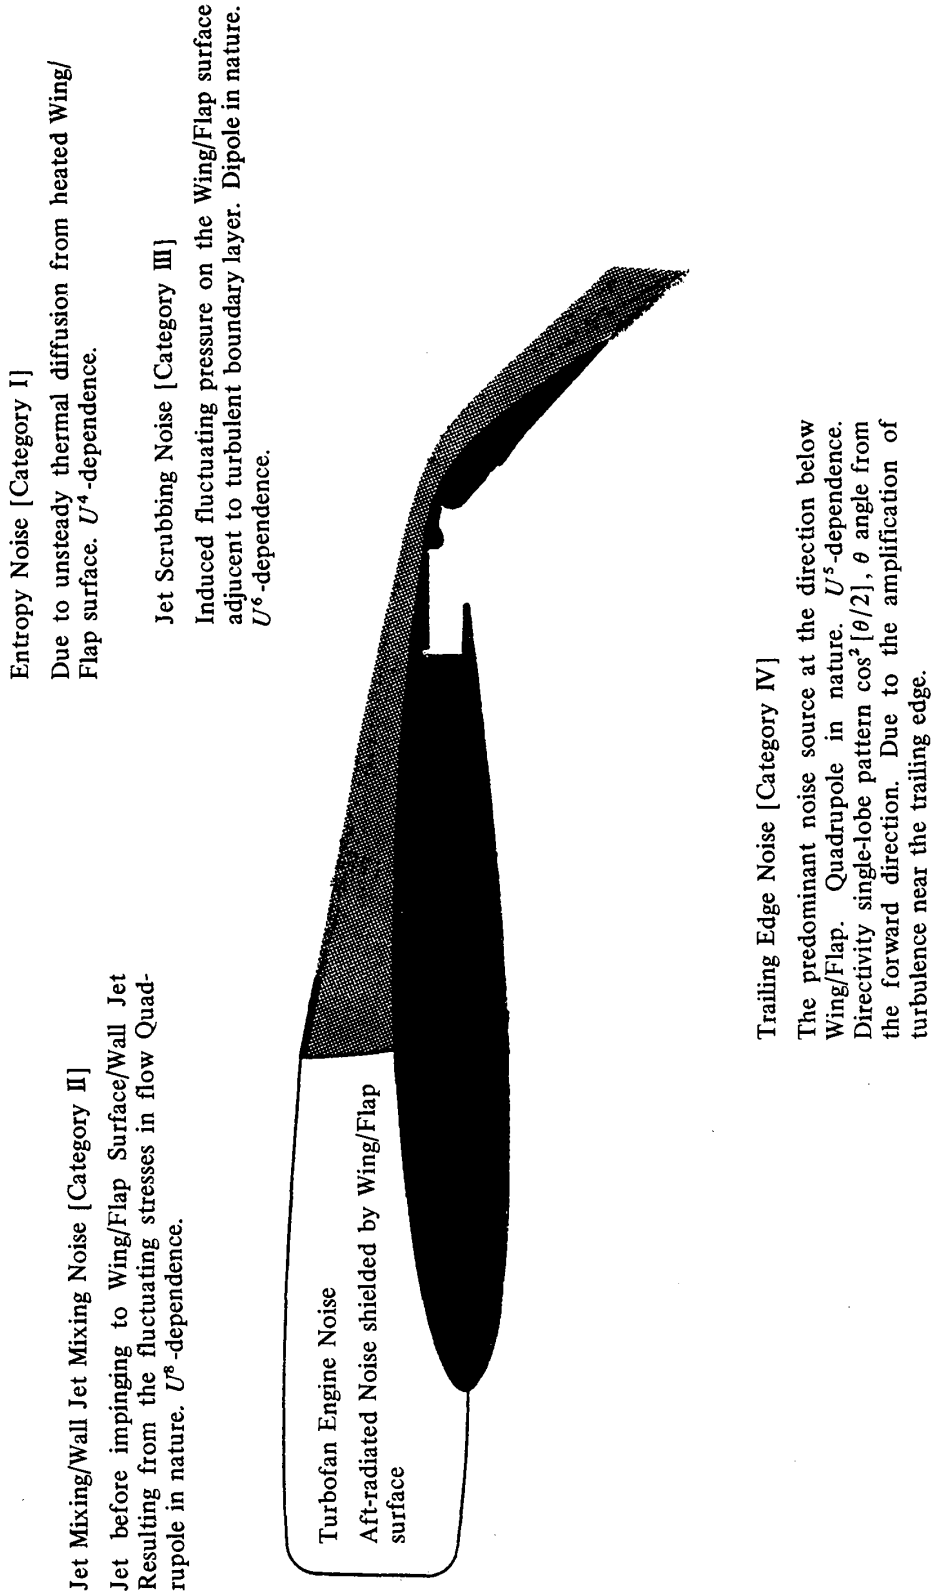 Jet Mixing/Wall Jet Mixing Noise [Category II]
Jet before impinging to Wing/Flap Surface/Wall Jet
Resulting from the fluctuating stresses in flow Quad-
rupole in nature. U⁸-dependence.
Entropy Noise [Category I]
Due to unsteady thermal diffusion from heated Wing/
Flap surface. U⁴-dependence.
Jet Scrubbing Noise [Category III]
Induced fluctuating pressure on the Wing/Flap surface
adjucent to turbulent boundary layer. Dipole in nature.
U⁶-dependence.
Turbofan Engine Noise
Aft-radiated Noise shielded by Wing/Flap
surface
Trailing Edge Noise [Category IV]
The predominant noise source at the direction below
Wing/Flap. Quadrupole in nature. U⁵-dependence.
Directivity single-lobe pattern cos² [θ/2], θ angle from
the forward direction. Due to the amplification of
turbulence near the trailing edge.